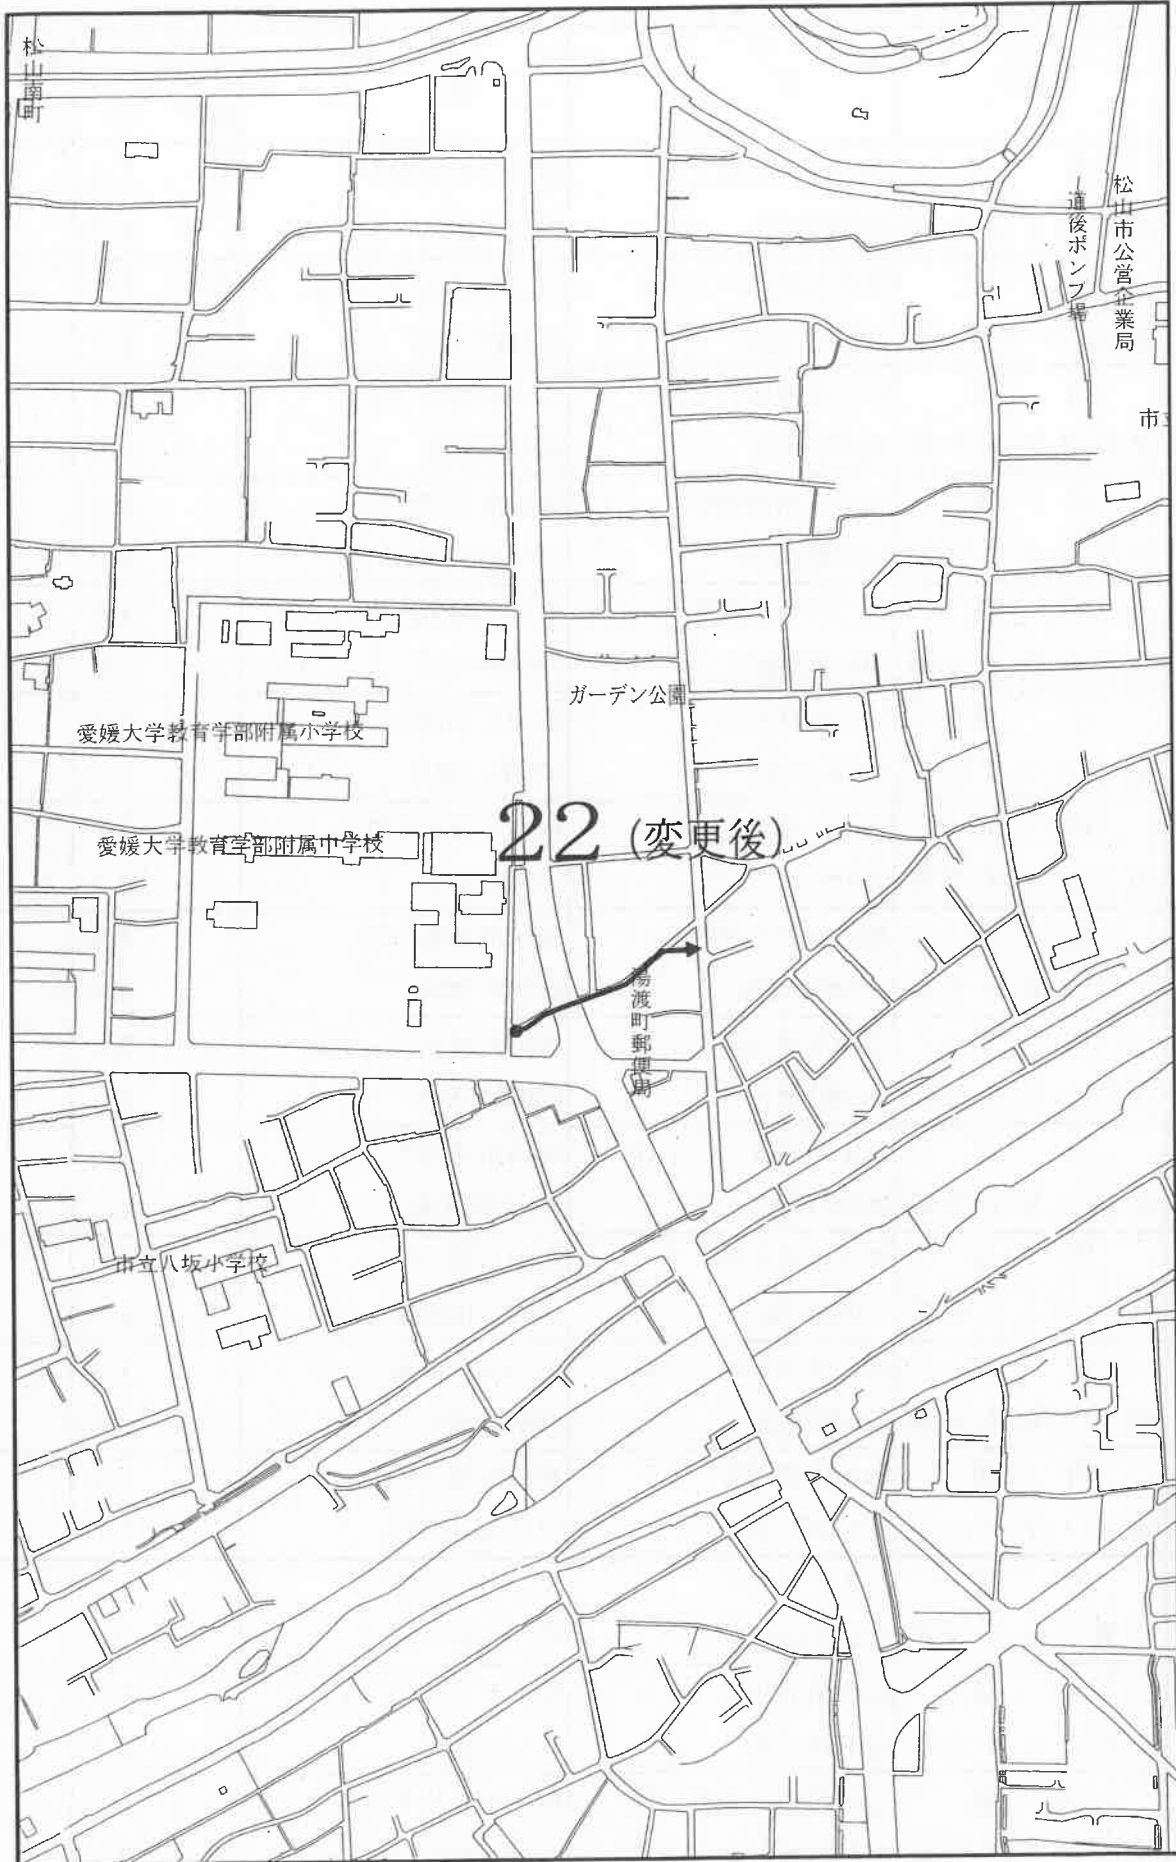 松山南町
松山市公営企業局
道後ポンプ場
市立
ガーデン公園
愛媛大学教育学部附属小学校
22（変更後）
愛媛大学教育学部附属中学校
湯渡町郵便局
市立八坂小学校